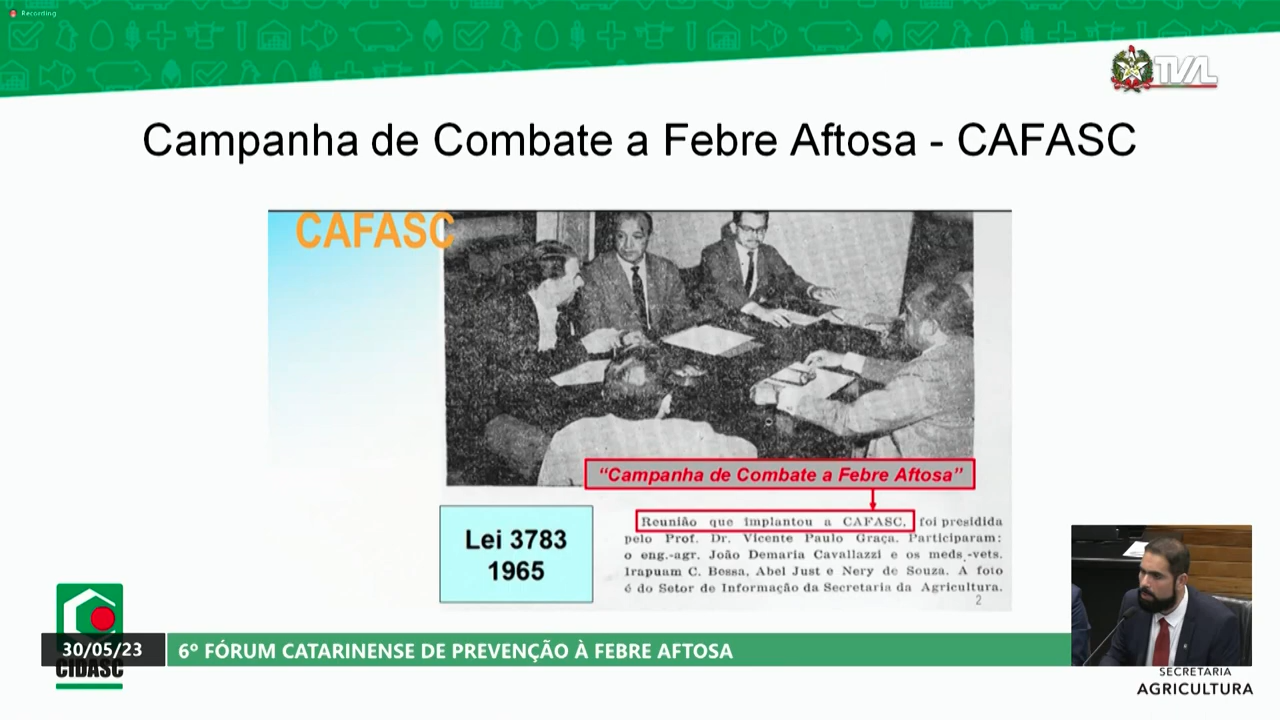 Recording
TVAL
Campanha de Combate a Febre Aftosa - CAFASC
CAFASC
“Campanha de Combate a Febre Aftosa”
Reunião que implantou a CAFASC, foi presidida
pelo Prof. Dr. Vicente Paulo Graça. Participaram:
o eng.-agr. João Demaria Cavallazzi e os meds.-vets.
Irapuam C. Bessa, Abel Just e Nery de Souza. A foto
é do Setor de Informação da Secretaria da Agricultura.
Lei 3783
1965
2
30/05/23
6º FÓRUM CATARINENSE DE PREVENÇÃO À FEBRE AFTOSA
CIDASC
SECRETARIA
AGRICULTURA